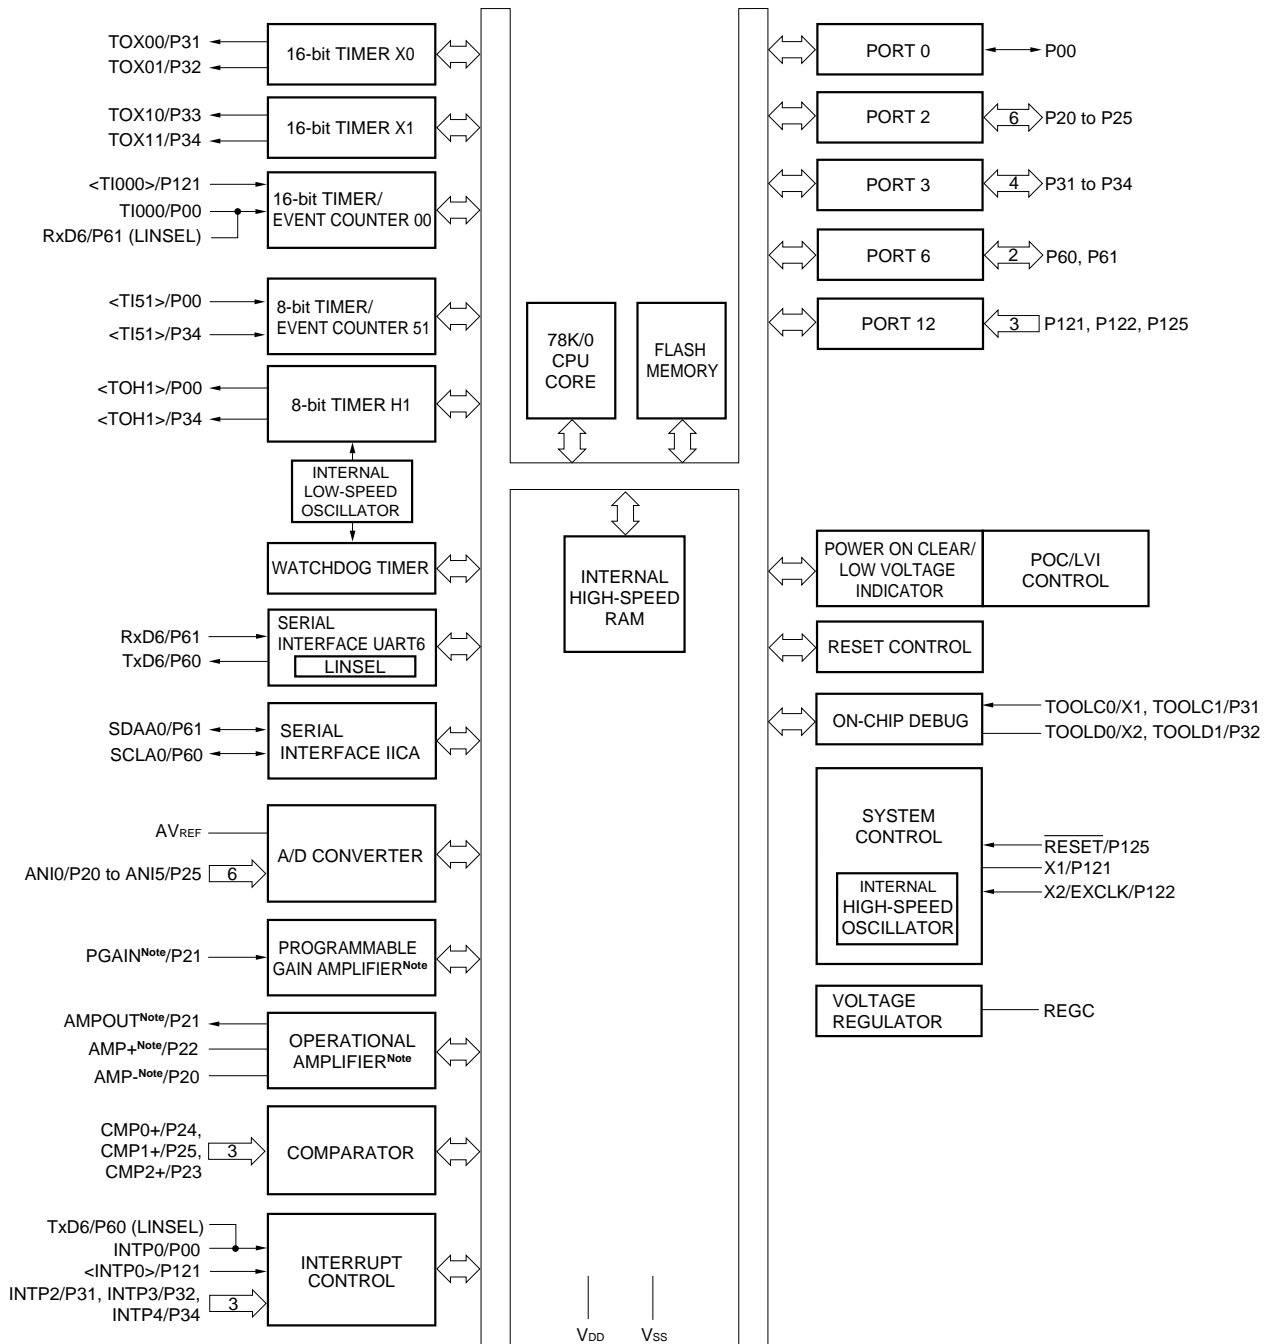 TOX00/P31
TOX01/P32
16-bit TIMER X0
TOX10/P33
TOX11/P34
16-bit TIMER X1
<TI000>/P121
TI000/P00
RxD6/P61 (LINSEL)
16-bit TIMER/
EVENT COUNTER 00
<TI51>/P00
<TI51>/P34
8-bit TIMER/
EVENT COUNTER 51
<TOH1>/P00
<TOH1>/P34
8-bit TIMER H1
INTERNAL
LOW-SPEED
OSCILLATOR
WATCHDOG TIMER
RxD6/P61
TxD6/P60
SERIAL
INTERFACE UART6
LINSEL
SDAA0/P61
SCLA0/P60
SERIAL
INTERFACE IICA
AVREF
ANI0/P20 to ANI5/P25
6
A/D CONVERTER
PGAINNote/P21
PROGRAMMABLE
GAIN AMPLIFIERNote
AMPOUTNote/P21
AMP+Note/P22
AMP-Note/P20
OPERATIONAL
AMPLIFIERNote
CMP0+/P24,
CMP1+/P25,
CMP2+/P23
3
COMPARATOR
TxD6/P60 (LINSEL)
INTP0/P00
<INTP0>/P121
INTP2/P31, INTP3/P32,
INTP4/P34
3
INTERRUPT
CONTROL
78K/0
CPU
CORE
FLASH
MEMORY
INTERNAL
HIGH-SPEED
RAM
VDD
VSS
PORT 0
P00
PORT 2
6
P20 to P25
PORT 3
4
P31 to P34
PORT 6
2
P60, P61
PORT 12
3
P121, P122, P125
POWER ON CLEAR/
LOW VOLTAGE
INDICATOR
POC/LVI
CONTROL
RESET CONTROL
ON-CHIP DEBUG
TOOLC0/X1, TOOLC1/P31
TOOLD0/X2, TOOLD1/P32
SYSTEM
CONTROL
INTERNAL
HIGH-SPEED
OSCILLATOR
RESET/P125
X1/P121
X2/EXCLK/P122
VOLTAGE
REGULATOR
REGC